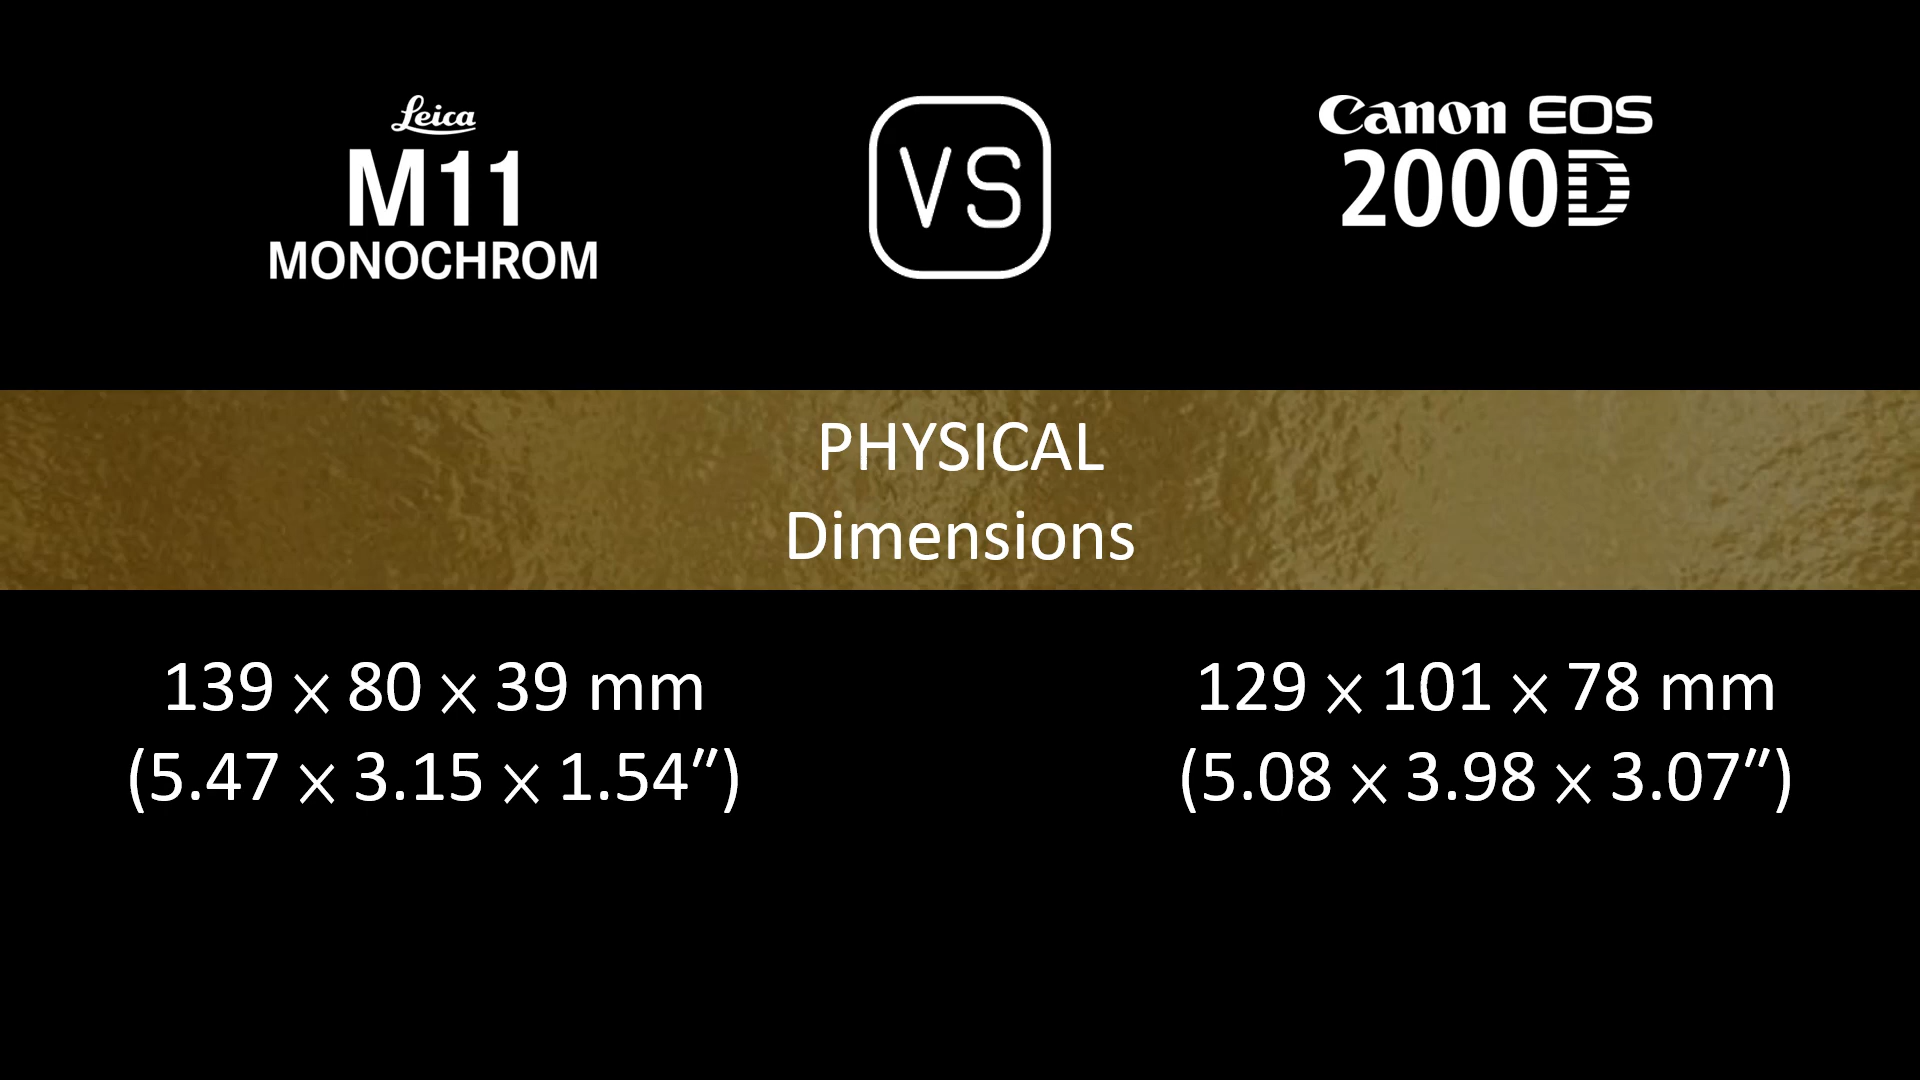 Leica
M11
MONOCHROM
VS
Canon EOS
2000D
PHYSICAL
Dimensions
139 x 80 x 39 mm
(5.47 x 3.15 x 1.54″)
129 x 101 x 78 mm
(5.08 x 3.98 x 3.07″)